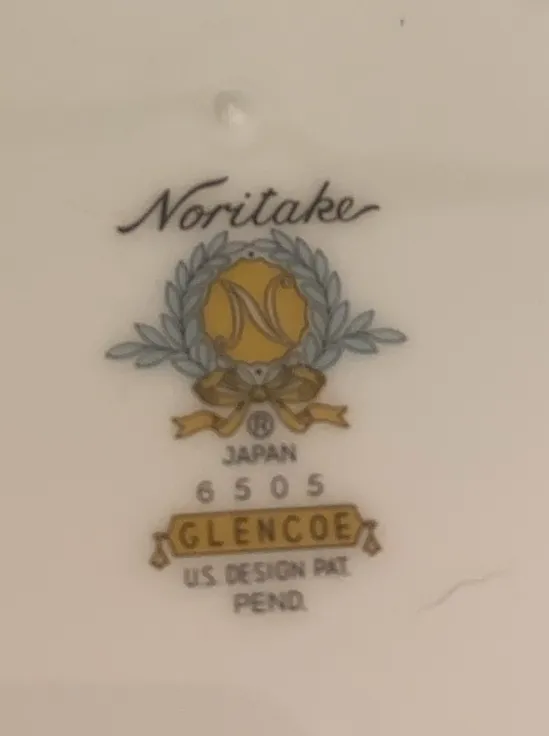 Noritake
N
®
JAPAN
6505
GLENCOE
U.S. DESIGN PAT.
PEND.